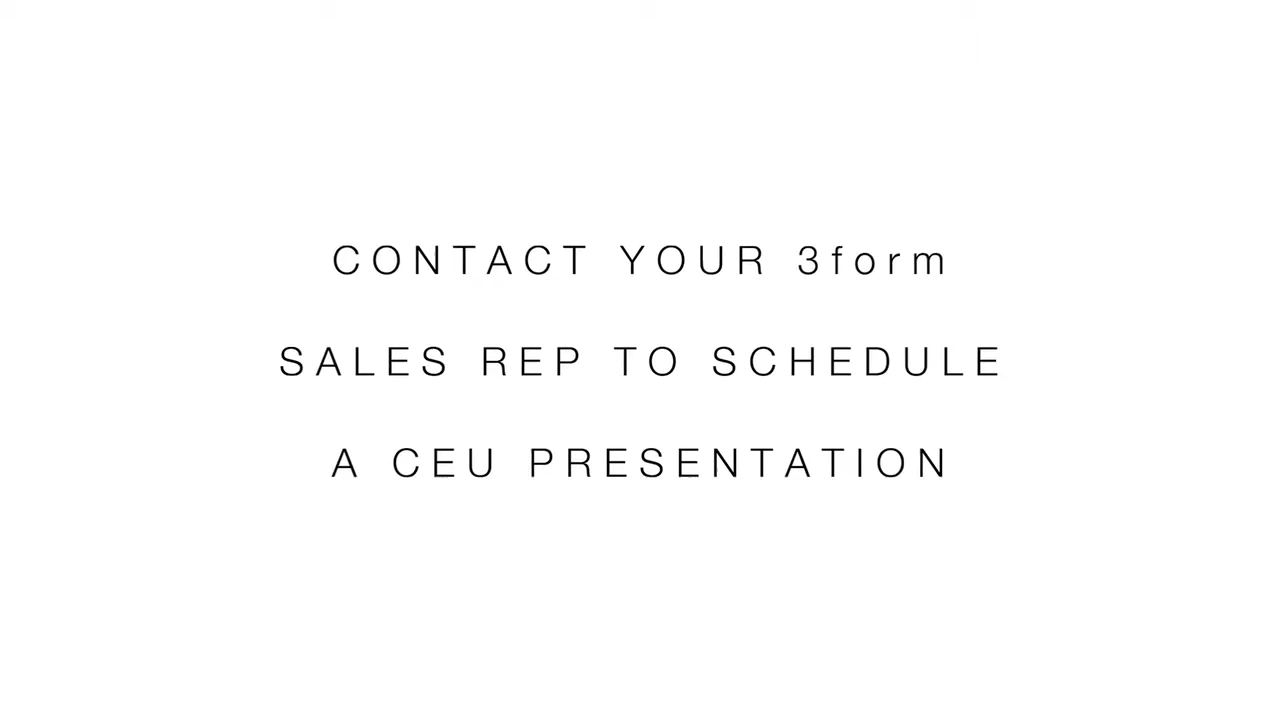 CONTACT YOUR 3form
SALES REP TO SCHEDULE
A CEU PRESENTATION